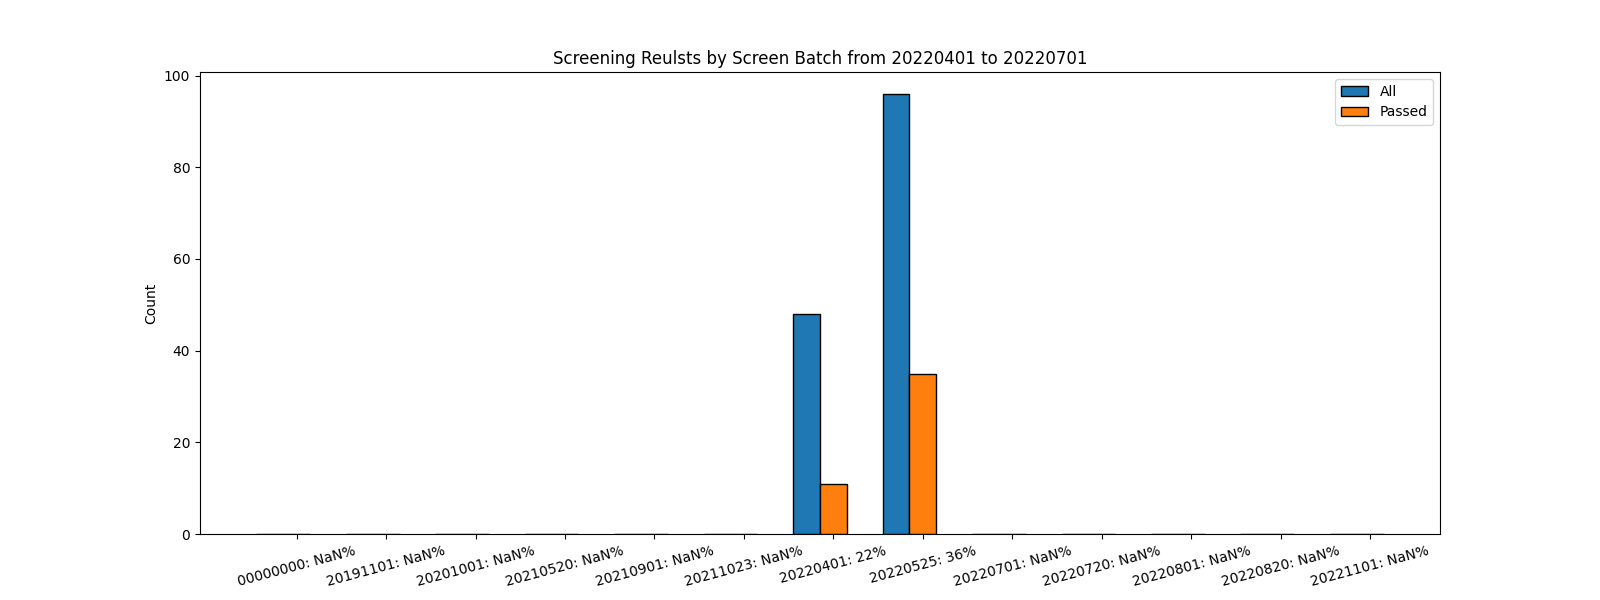 Screening Reulsts by Screen Batch from 20220401 to 20220701
100
80
60
40
20
0
Count
All
Passed
00000000: NaN%
20191101: NaN%
20201001: NaN%
20210520: NaN%
20210901: NaN%
20211023: NaN%
20220401: 22%
20220525: 36%
20220701: NaN%
20220720: NaN%
20220801: NaN%
20220820: NaN%
20221101: NaN%